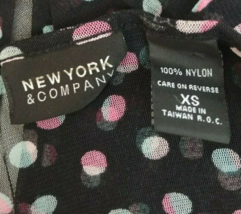 NEW YORK
& COMPANY
100% NYLON
CARE ON REVERSE
XS
MADE IN
TAIWAN R.O.C.